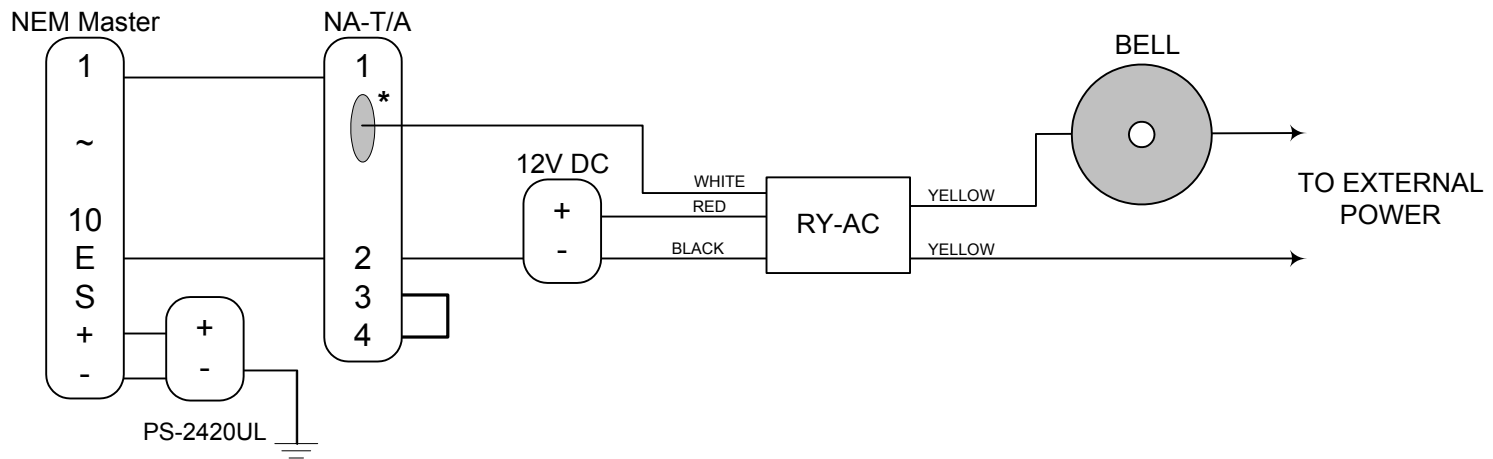 NEM Master
1
~
10
E
S
+
-
+
-
PS-2420UL
NA-T/A
1
*
2
3
4
12V DC
+
-
WHITE
RED
BLACK
RY-AC
YELLOW
YELLOW
BELL
TO EXTERNAL
POWER